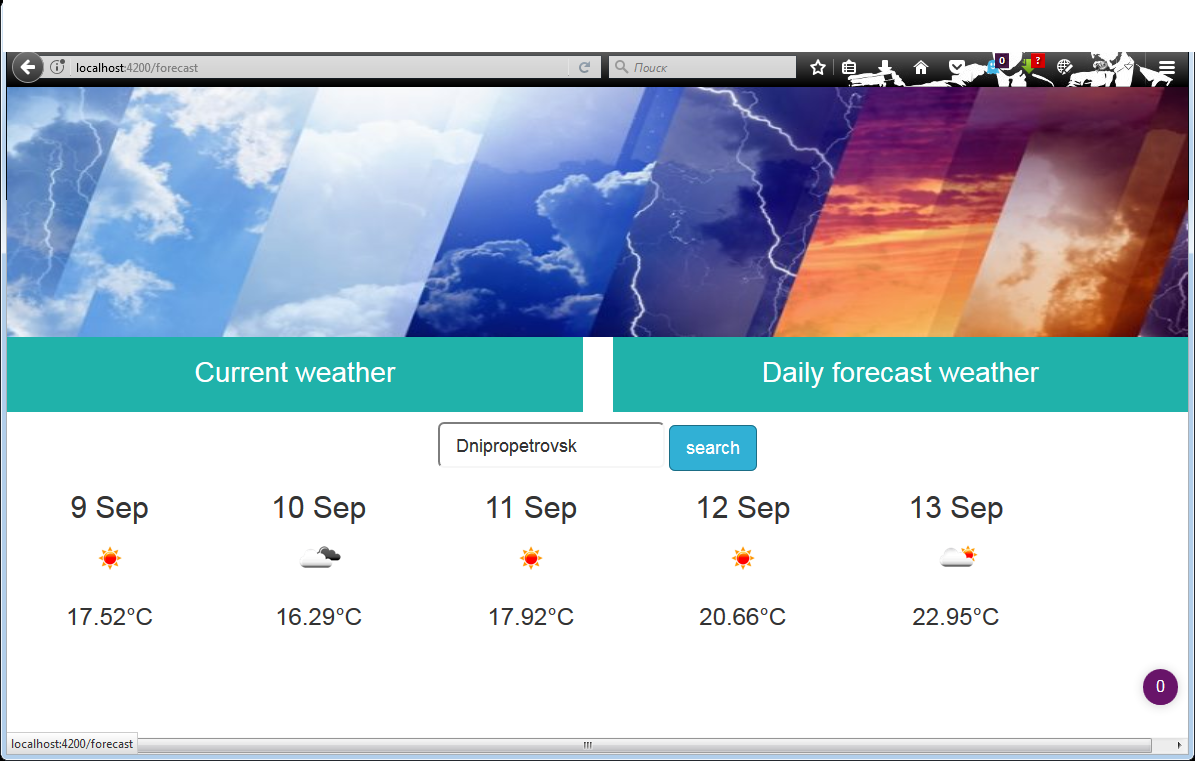 localhost:4200/forecast
Поиск
0
?
Current weather
Daily forecast weather
Dnipropetrovsk
search
9 Sep
10 Sep
11 Sep
12 Sep
13 Sep
17.52°C
16.29°C
17.92°C
20.66°C
22.95°C
0
localhost:4200/forecast